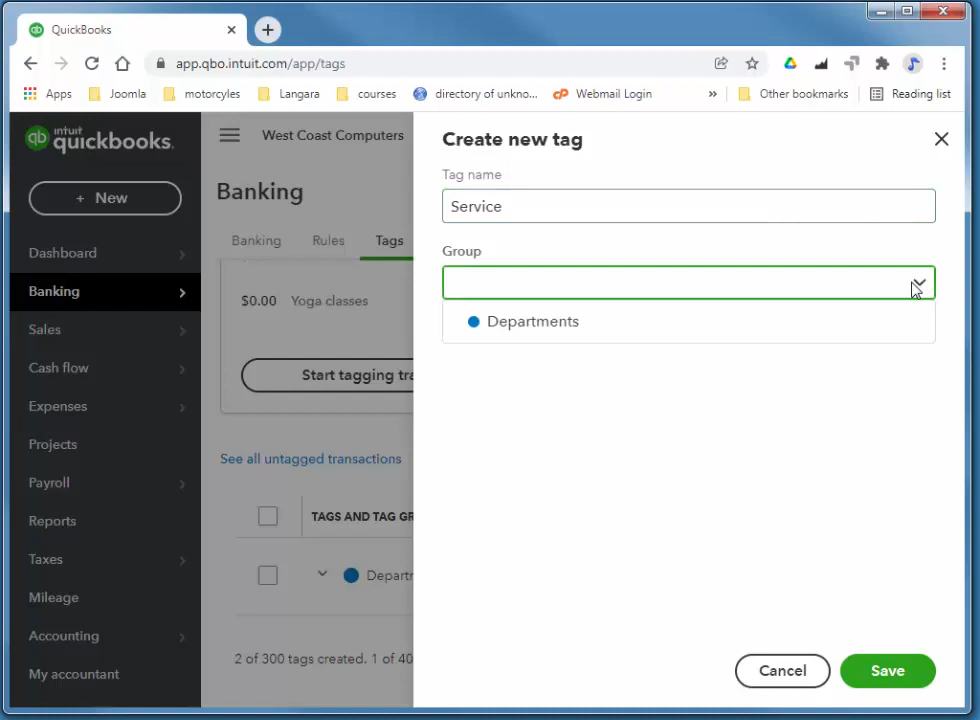 QuickBooks
app.qbo.intuit.com/app/tags
Apps Joomla motorcyles Langara courses directory of unkno... cP Webmail Login » Other bookmarks Reading list
qb intuit quickbooks.
+ New
Dashboard
Banking
Sales
Cash flow
Expenses
Projects
Payroll
Reports
Taxes
Mileage
Accounting
My accountant
West Coast Computers
Banking
Banking Rules Tags
$0.00 Yoga classes
Start tagging tra
See all untagged transactions
TAGS AND TAG GR
Departr
2 of 300 tags created. 1 of 40
Create new tag
Tag name
Service
Group
Departments
Cancel Save